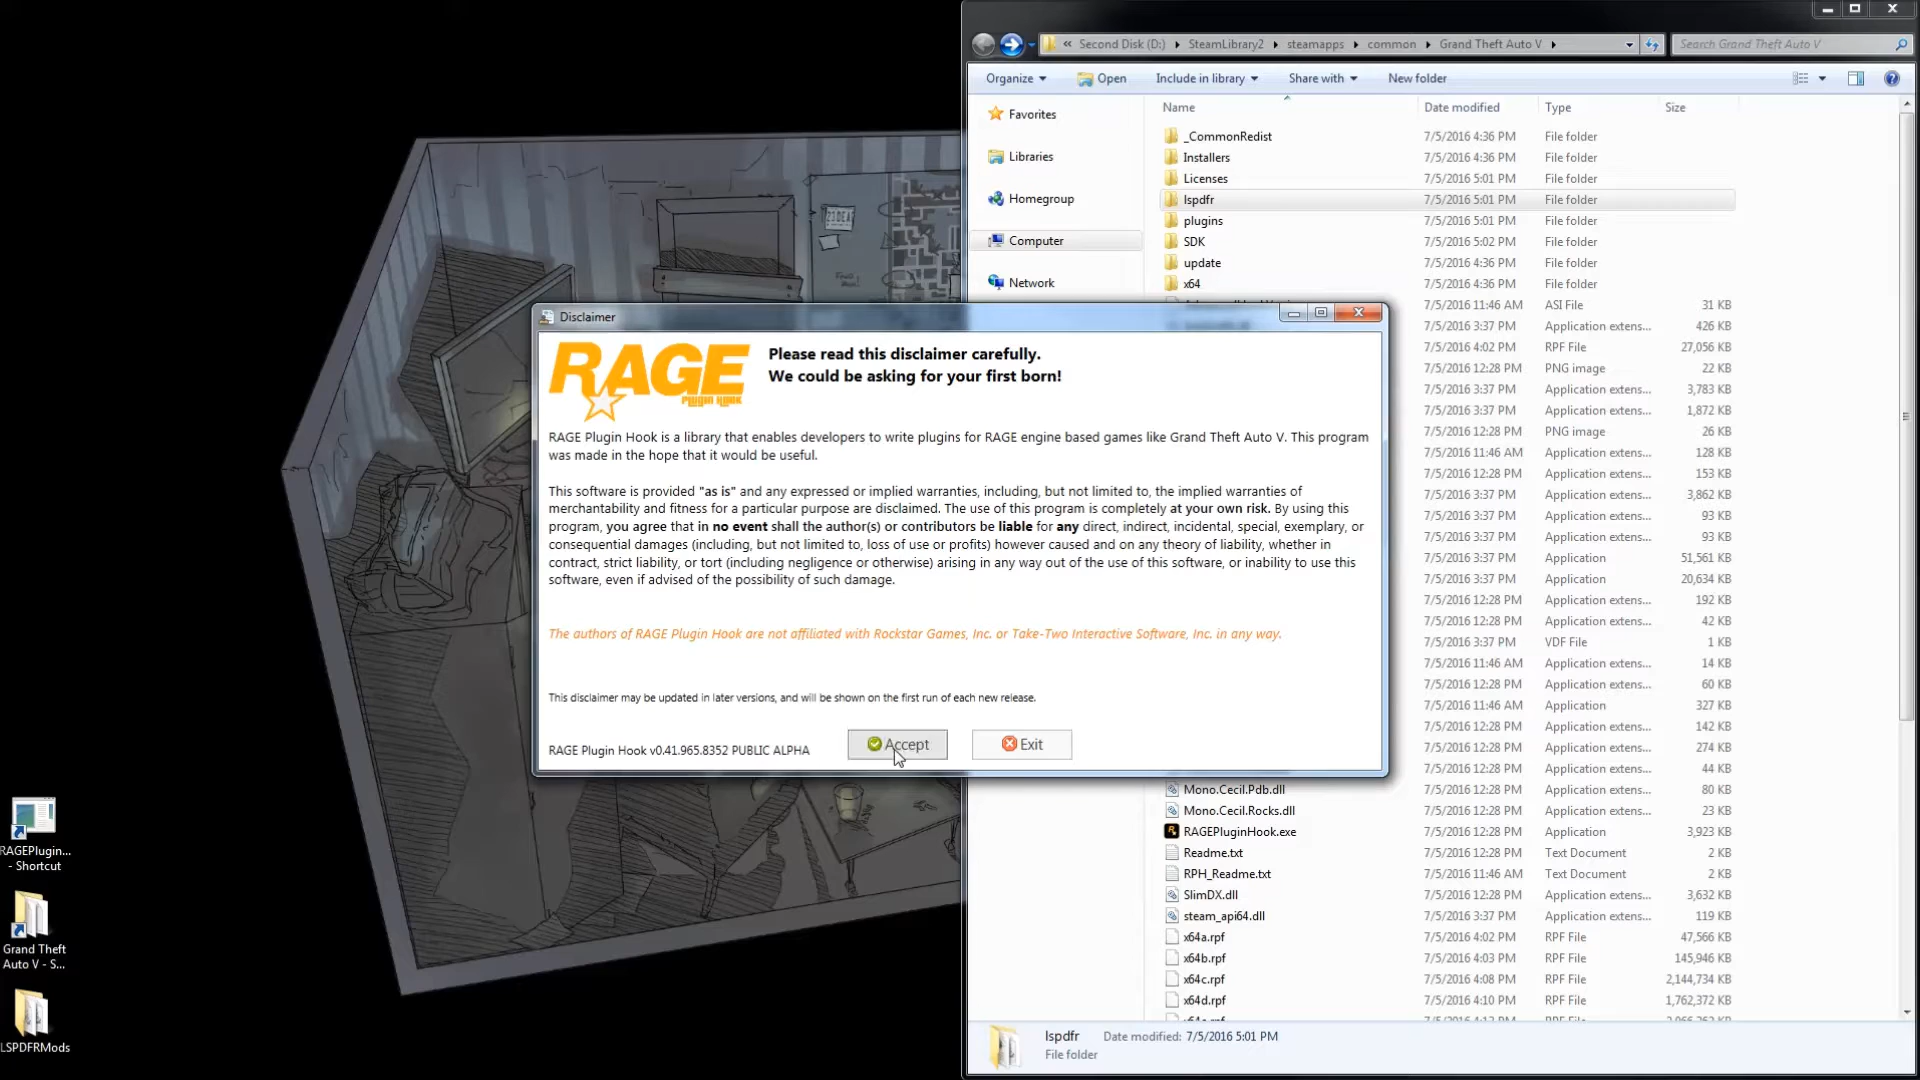 « Second Disk (D:) ▸ SteamLibrary2 ▸ steamapps ▸ common ▸ Grand Theft Auto V ▸
Search Grand Theft Auto V
Organize Open Include in library Share with New folder
Name Date modified Type Size
Favorites
Libraries
Homegroup
Computer
Network
_CommonRedist 7/5/2016 4:36 PM File folder
Installers 7/5/2016 4:36 PM File folder
Licenses 7/5/2016 5:01 PM File folder
lspdfr 7/5/2016 5:01 PM File folder
plugins 7/5/2016 5:01 PM File folder
SDK 7/5/2016 5:02 PM File folder
update 7/5/2016 4:36 PM File folder
x64 7/5/2016 4:36 PM File folder
7/5/2016 11:46 AM ASI File 31 KB
7/5/2016 3:37 PM Application extens... 426 KB
7/5/2016 4:02 PM RPF File 27,056 KB
7/5/2016 12:28 PM PNG image 22 KB
7/5/2016 3:37 PM Application extens... 3,783 KB
7/5/2016 3:37 PM Application extens... 1,872 KB
7/5/2016 12:28 PM PNG image 26 KB
7/5/2016 11:46 AM Application extens... 128 KB
7/5/2016 12:28 PM Application extens... 153 KB
7/5/2016 3:37 PM Application extens... 3,862 KB
7/5/2016 3:37 PM Application extens... 93 KB
7/5/2016 3:37 PM Application extens... 93 KB
7/5/2016 3:37 PM Application 51,561 KB
7/5/2016 3:37 PM Application 20,634 KB
7/5/2016 12:28 PM Application extens... 192 KB
7/5/2016 12:28 PM Application extens... 42 KB
7/5/2016 3:37 PM VDF File 1 KB
7/5/2016 11:46 AM Application extens... 14 KB
7/5/2016 12:28 PM Application extens... 60 KB
7/5/2016 11:46 AM Application 327 KB
7/5/2016 12:28 PM Application extens... 142 KB
7/5/2016 12:28 PM Application extens... 274 KB
7/5/2016 12:28 PM Application extens... 44 KB
Mono.Cecil.Pdb.dll 7/5/2016 12:28 PM Application extens... 80 KB
Mono.Cecil.Rocks.dll 7/5/2016 12:28 PM Application extens... 23 KB
RAGEPluginHook.exe 7/5/2016 12:28 PM Application 3,923 KB
Readme.txt 7/5/2016 12:28 PM Text Document 2 KB
RPH_Readme.txt 7/5/2016 11:46 AM Text Document 2 KB
SlimDX.dll 7/5/2016 12:28 PM Application extens... 3,632 KB
steam_api64.dll 7/5/2016 3:37 PM Application extens... 119 KB
x64a.rpf 7/5/2016 4:02 PM RPF File 47,566 KB
x64b.rpf 7/5/2016 4:03 PM RPF File 145,946 KB
x64c.rpf 7/5/2016 4:08 PM RPF File 2,144,734 KB
x64d.rpf 7/5/2016 4:10 PM RPF File 1,762,372 KB
lspdfr Date modified: 7/5/2016 5:01 PM
File folder
Disclaimer
RAGE
PLUGIN HOOK
Please read this disclaimer carefully.
We could be asking for your first born!
RAGE Plugin Hook is a library that enables developers to write plugins for RAGE engine based games like Grand Theft Auto V. This program
was made in the hope that it would be useful.
This software is provided "as is" and any expressed or implied warranties, including, but not limited to, the implied warranties of
merchantability and fitness for a particular purpose are disclaimed. The use of this program is completely at your own risk. By using this
program, you agree that in no event shall the author(s) or contributors be liable for any direct, indirect, incidental, special, exemplary, or
consequential damages (including, but not limited to, loss of use or profits) however caused and on any theory of liability, whether in
contract, strict liability, or tort (including negligence or otherwise) arising in any way out of the use of this software, or inability to use this
software, even if advised of the possibility of such damage.
The authors of RAGE Plugin Hook are not affiliated with Rockstar Games, Inc. or Take-Two Interactive Software, Inc. in any way.
This disclaimer may be updated in later versions, and will be shown on the first run of each new release.
RAGE Plugin Hook v0.41.965.8352 PUBLIC ALPHA
Accept
Exit
RAGEPlugin...
- Shortcut
Grand Theft
Auto V - S...
LSPDFRMods